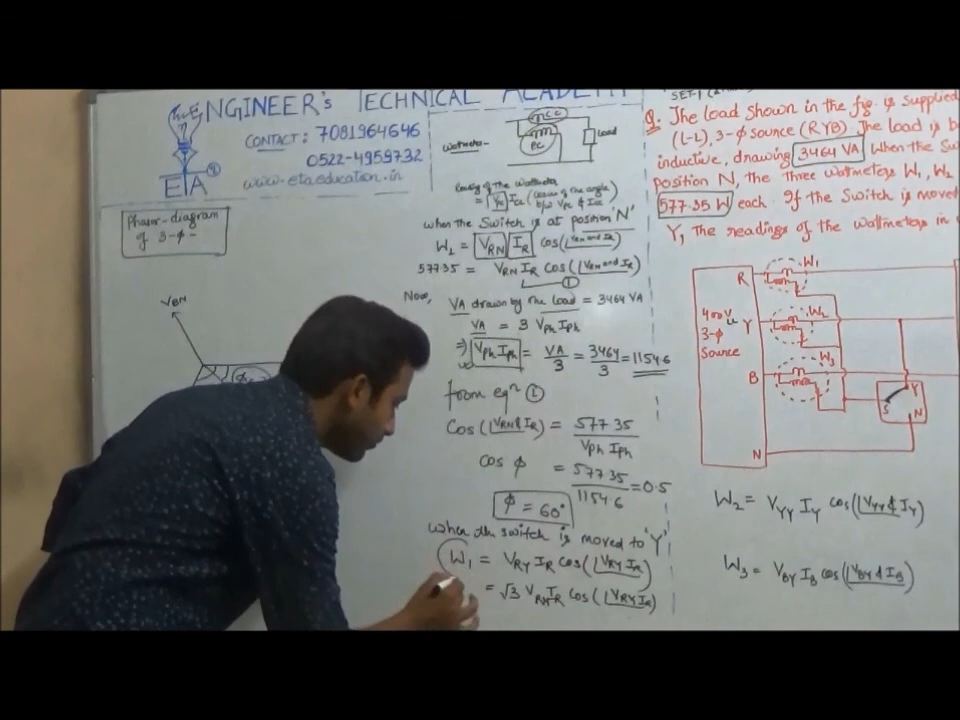 ENGINEER's TECHNICAL ACADEMY
CONTACT: 7081964646
0522-4959732
www.etaeducation.in
ETA
Phasor-diagram
of 3-φ-
VBN
Wattmeter-
CC
PC
Load
Reading of the Wattmeter
= VPC ICC (cosine of the angle
b/w VPC & ICC)
when the Switch is at position 'N'
W1 = VRN IR cos(∠VRN and IR)
577.35 = VRN IR cos(∠VRN and IR)
①
Now,
VA drawn by the load = 3464 VA
VA = 3 Vph Iph
⇒ Vph Iph = VA/3 = 3464/3 = 1154.6
from eqn ①
Cos(∠VRN & IR) = 577.35 / Vph Iph
cos φ = 577.35/1154.6 = 0.5
φ = 60°
When the switch is moved to 'Y'
W1 = VRY IR cos(∠VRY IR)
= √3 VRN IR cos(∠VRY IR)
SET-1
Q. The Load Shown in the fig. is supplied
(L-L), 3-φ source (RYB). The load is b
inductive, drawing 3464 VA When the Sw
position N, the three wattmeters W1, W2
577.35 W each. If the Switch is moved
Y, the readings of the wattmeters in
R
W1
400V
3-φ
Source
Y
W2
B
W3
S
Y
N
N
W2 = VYY IY cos(∠VYY & IY)
W3 = VBY IB cos(∠VBY & IB)